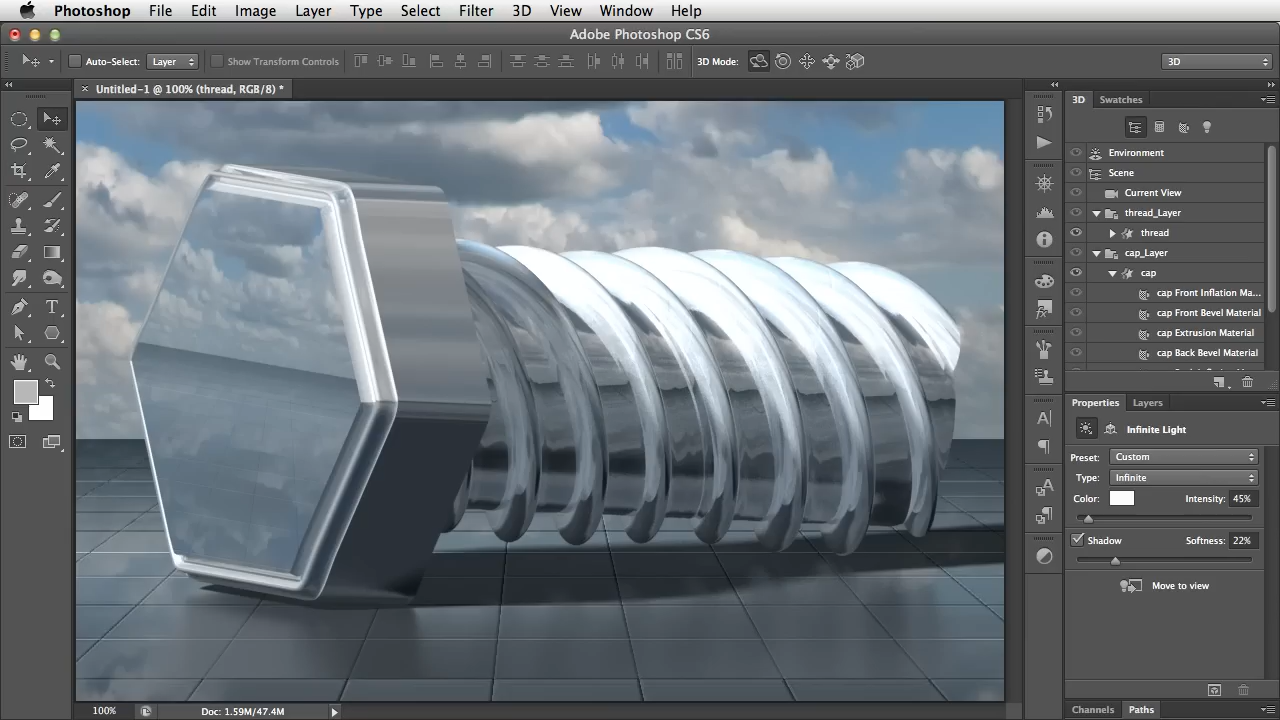 Photoshop File Edit Image Layer Type Select Filter 3D View Window Help
Adobe Photoshop CS6
Auto-Select: Layer Show Transform Controls 3D Mode: 3D
Untitled-1 @ 100% (thread, RGB/8) *
3D Swatches
Environment
Scene
Current View
thread_Layer
thread
cap_Layer
cap
cap Front Inflation Ma...
cap Front Bevel Material
cap Extrusion Material
cap Back Bevel Material
Properties Layers
Infinite Light
Preset: Custom
Type: Infinite
Color: Intensity: 45%
Shadow Softness: 22%
Move to view
100% Doc: 1.59M/47.4M
Channels Paths